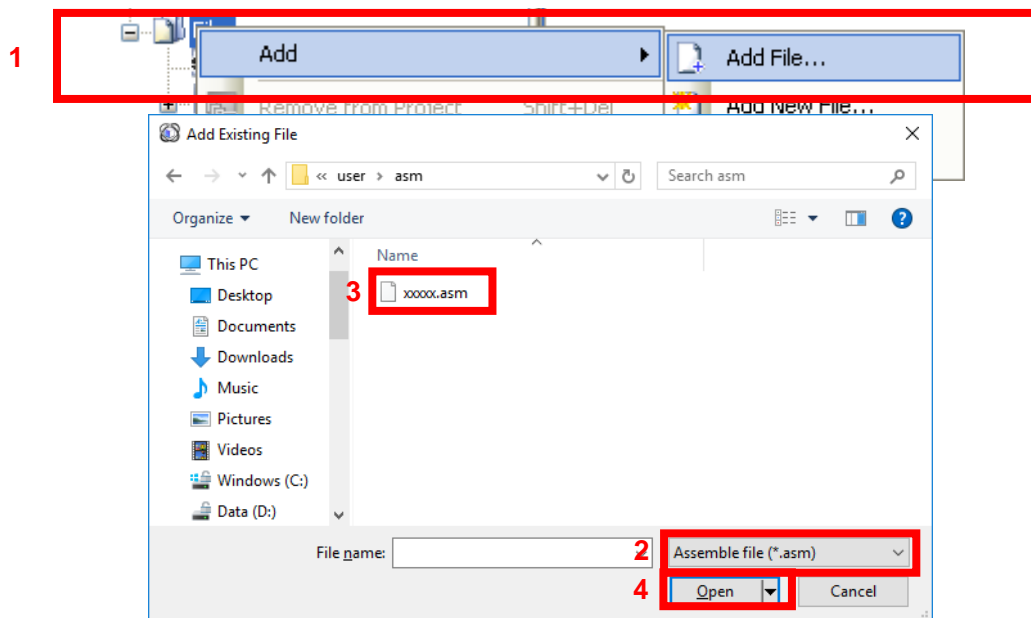 1
Add
Add File...
Remove from Project Shift+Del
Add New File...
Add Existing File
« user › asm
Search asm
Organize
New folder
This PC
Desktop
Documents
Downloads
Music
Pictures
Videos
Windows (C:)
Data (D:)
Name
3
xxxxx.asm
File name:
2
Assemble file (*.asm)
4
Open
Cancel